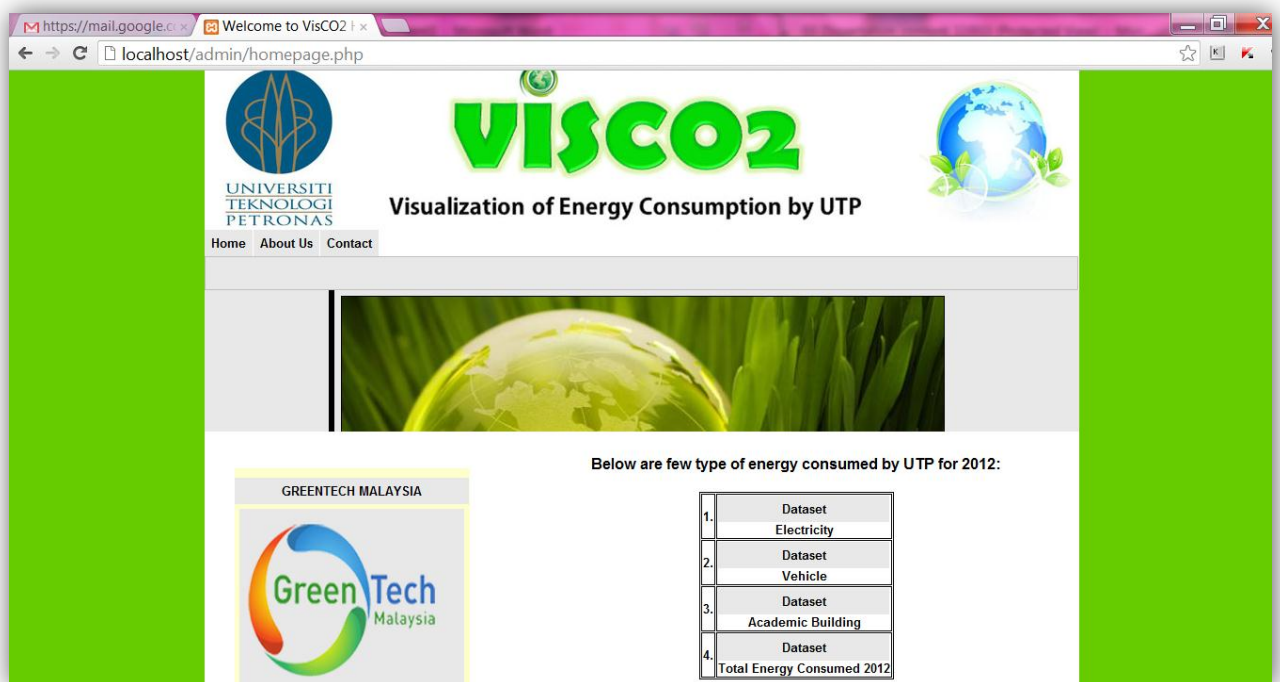 https://mail.google.c
Welcome to VisCO2 H
localhost/admin/homepage.php
UNIVERSITI
TEKNOLOGI
PETRONAS
VISCO2
Visualization of Energy Consumption by UTP
Home About Us Contact
GREENTECH MALAYSIA
Green Tech
Malaysia
Below are few type of energy consumed by UTP for 2012:
1. Dataset
Electricity
2. Dataset
Vehicle
3. Dataset
Academic Building
4. Dataset
Total Energy Consumed 2012